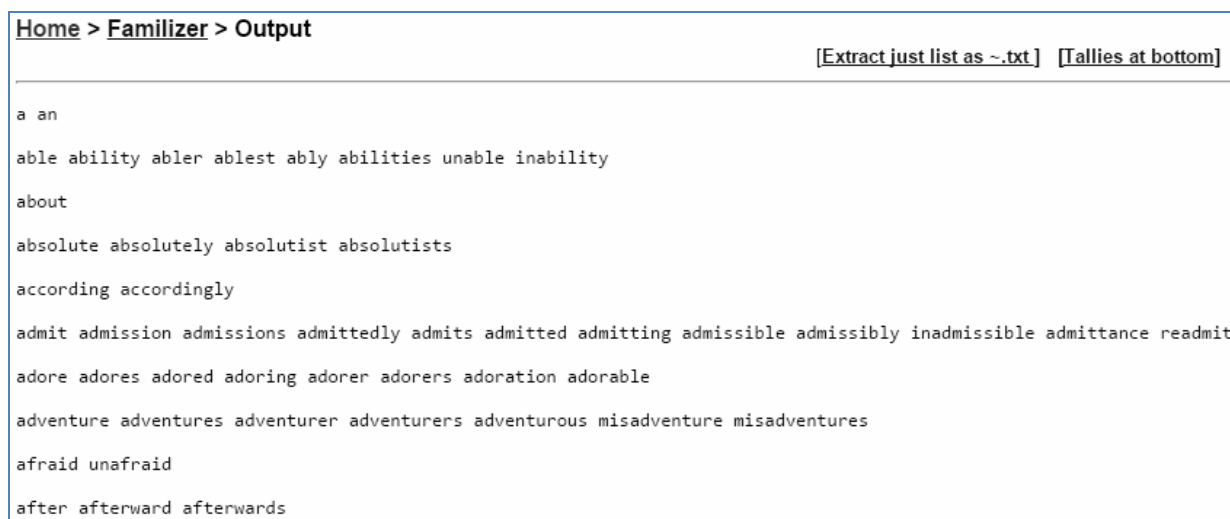 Home > Familizer > Output
[Extract just list as ~.txt ] [Tallies at bottom]
a an
able ability abler ablest ably abilities unable inability
about
absolute absolutely absolutist absolutists
according accordingly
admit admission admissions admittedly admits admitted admitting admissible admissibly inadmissible admittance readmit
adore adores adored adoring adorer adorers adoration adorable
adventure adventures adventurer adventurers adventurous misadventure misadventures
afraid unafraid
after afterward afterwards